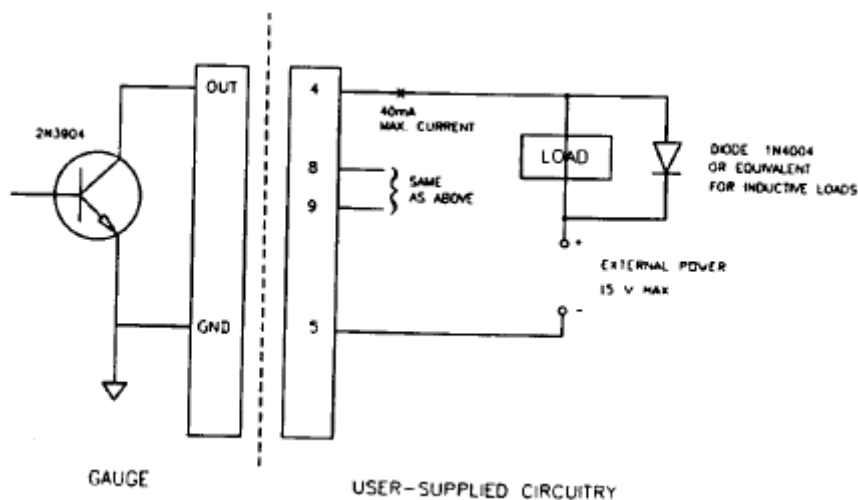 2N3904
OUT
GND
4
8
9
5
40mA
MAX. CURRENT
SAME
AS ABOVE
LOAD
DIODE 1N4004
OR EQUIVALENT
FOR INDUCTIVE LOADS
+
EXTERNAL POWER
15 V MAX
-
GAUGE
USER-SUPPLIED CIRCUITRY